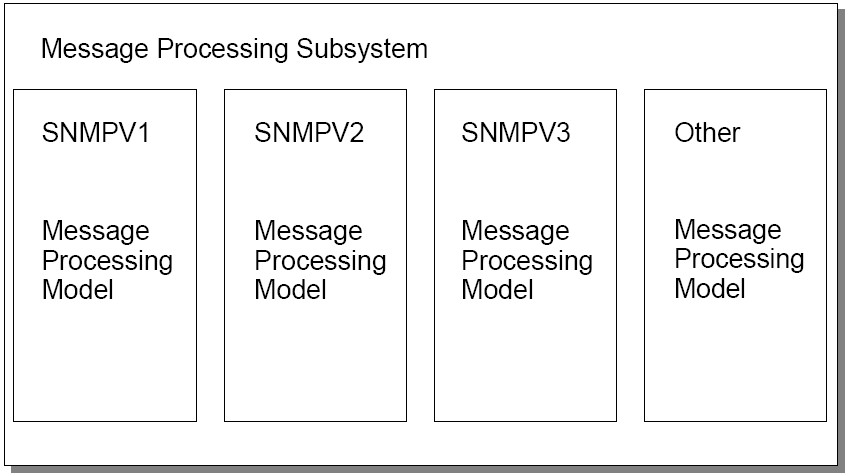 Message Processing Subsystem
SNMPV1
Message
Processing
Model
SNMPV2
Message
Processing
Model
SNMPV3
Message
Processing
Model
Other
Message
Processing
Model